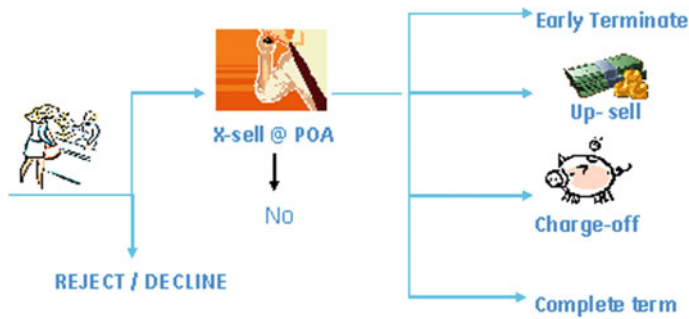 Early Terminate
Up- sell
X-sell @ POA
No
Charge-off
REJECT / DECLINE
Complete term